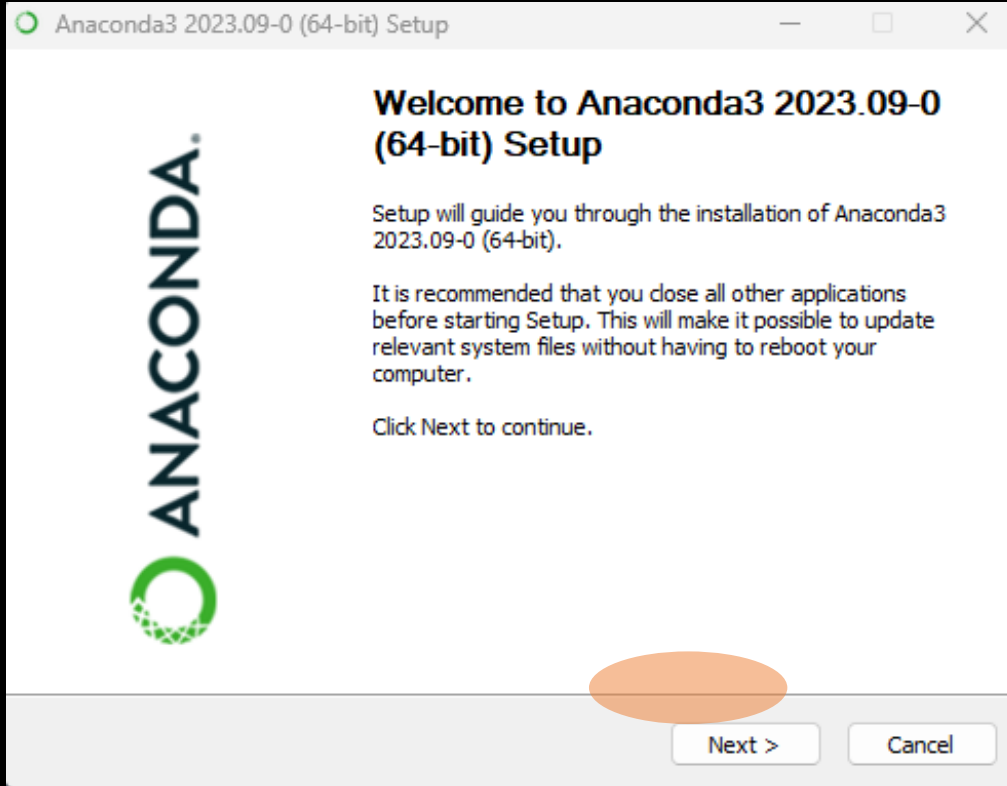 Anaconda3 2023.09-0 (64-bit) Setup
ANACONDA.
Welcome to Anaconda3 2023.09-0
(64-bit) Setup
Setup will guide you through the installation of Anaconda3
2023.09-0 (64-bit).
It is recommended that you close all other applications
before starting Setup. This will make it possible to update
relevant system files without having to reboot your
computer.
Click Next to continue.
Next >
Cancel